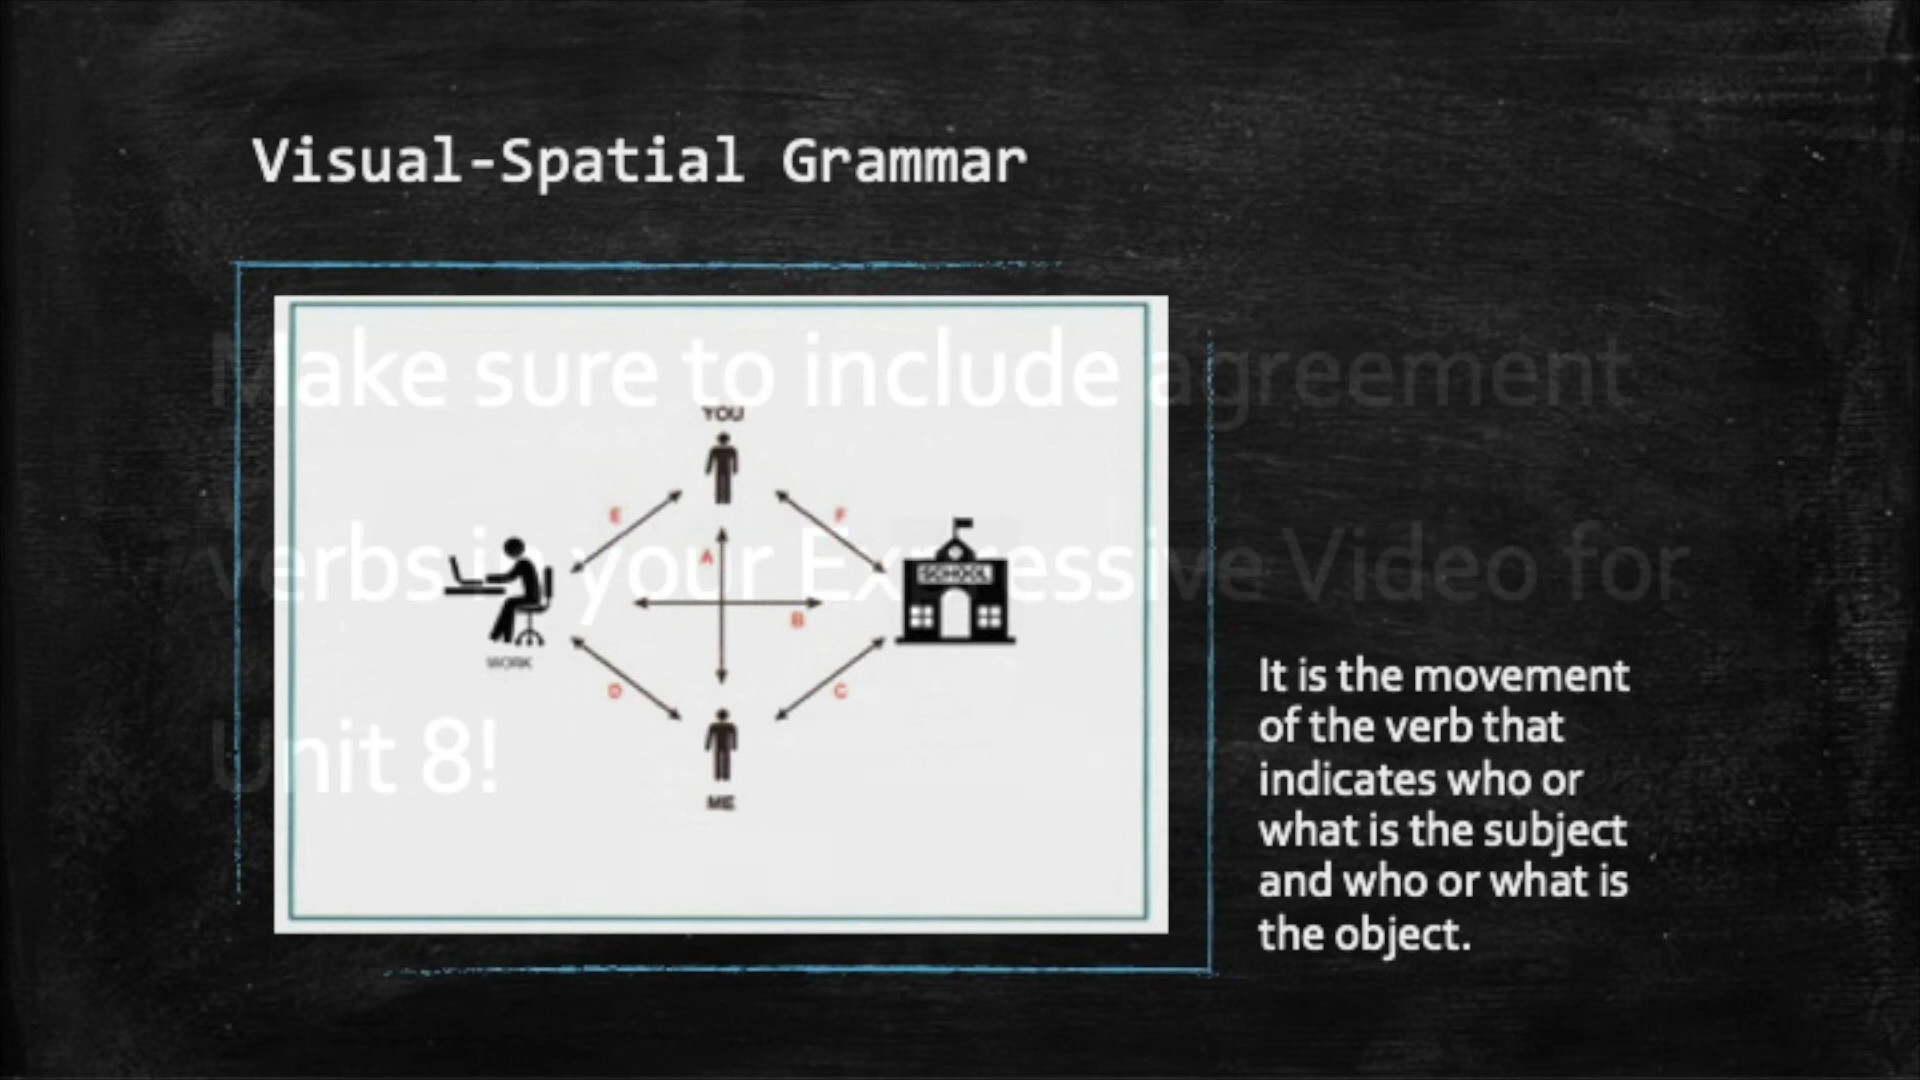 Visual-Spatial Grammar
Make sure to include agreement
verbs in your Expressive Video for
Unit 8!
YOU
E
F
A
SCHOOL
B
WORK
D
C
ME
It is the movement
of the verb that
indicates who or
what is the subject
and who or what is
the object.